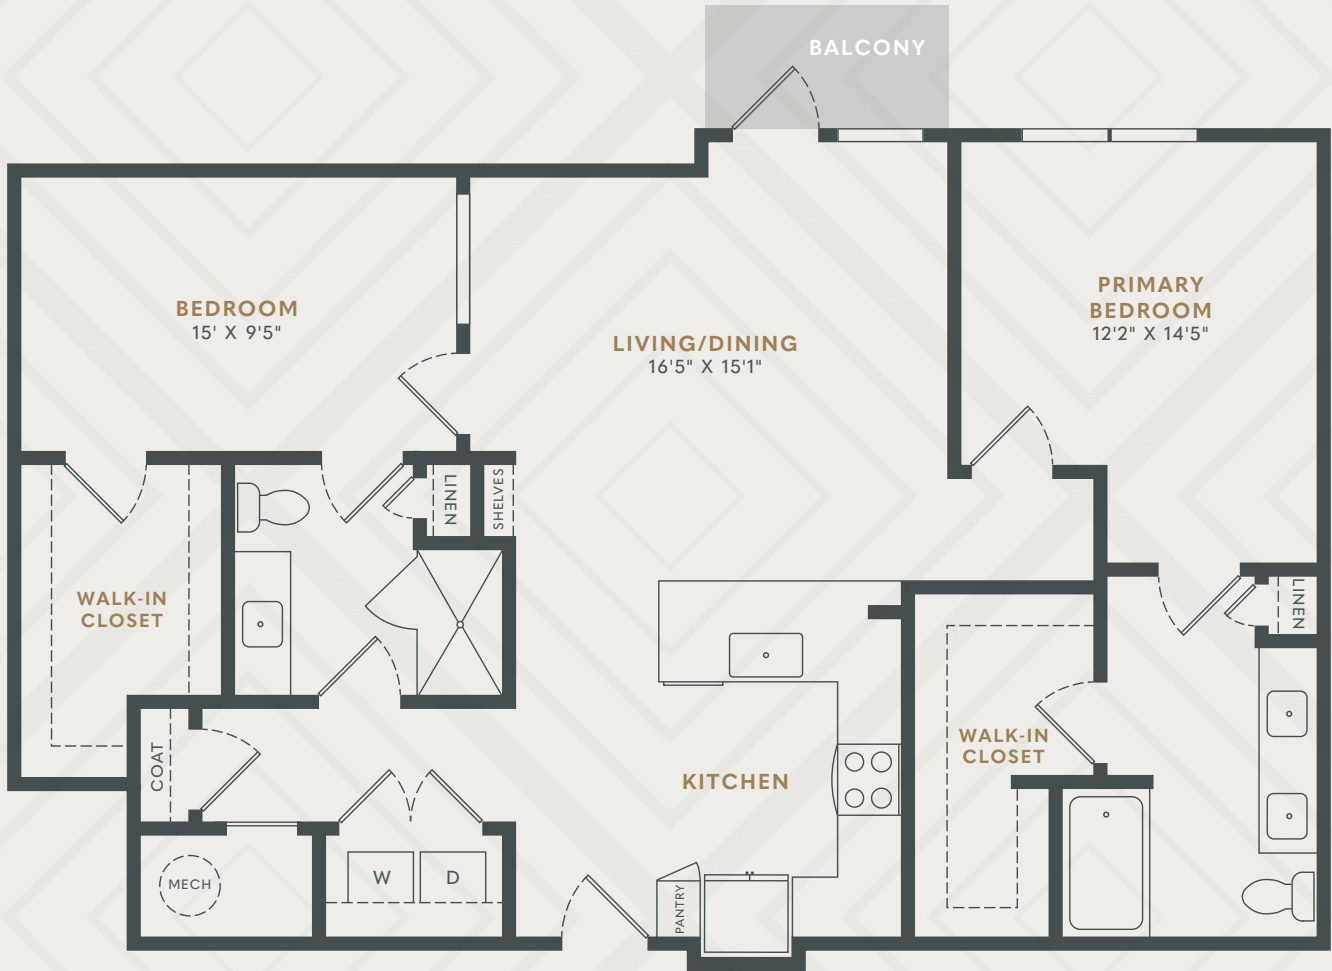 BALCONY
BEDROOM
15' X 9'5"
LIVING/DINING
16'5" X 15'1"
PRIMARY
BEDROOM
12'2" X 14'5"
LINEN
SHELVES
WALK-IN
CLOSET
LINEN
COAT
KITCHEN
WALK-IN
CLOSET
MECH
W
D
PANTRY